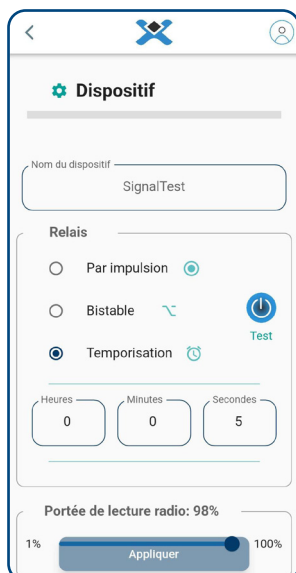 Dispositif
Nom du dispositif
SignalTest
Relais
Par impulsion
Bistable
Test
Temporisation
Heures Minutes Secondes
0 0 5
Portée de lecture radio: 98%
1% 100%
Appliquer